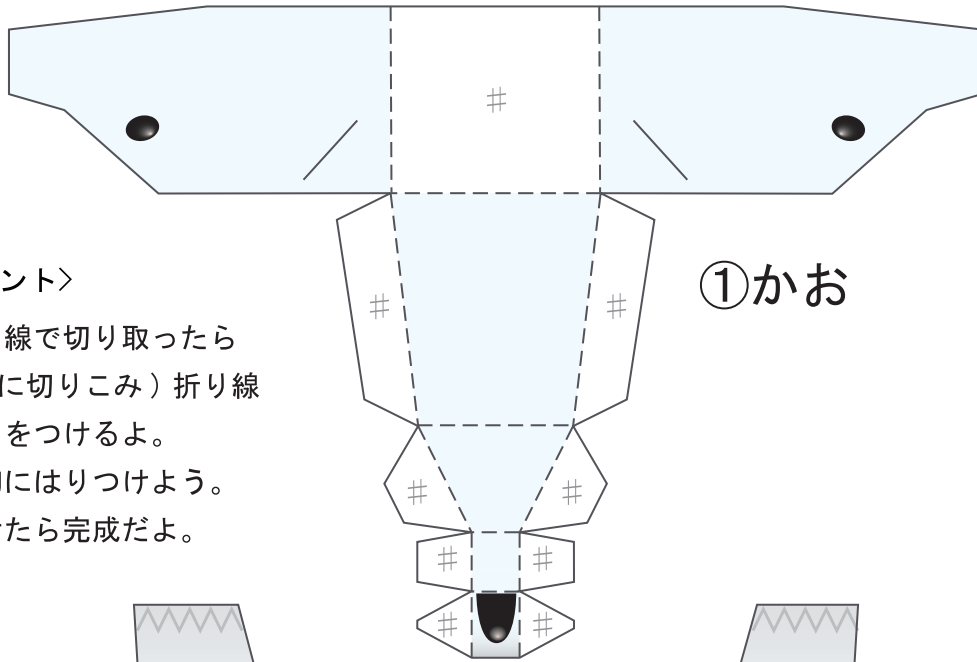 ント〉
線で切り取ったら
に切りこみ）折り線
をつけるよ。
にはりつけよう。
たら完成だよ。
①かお